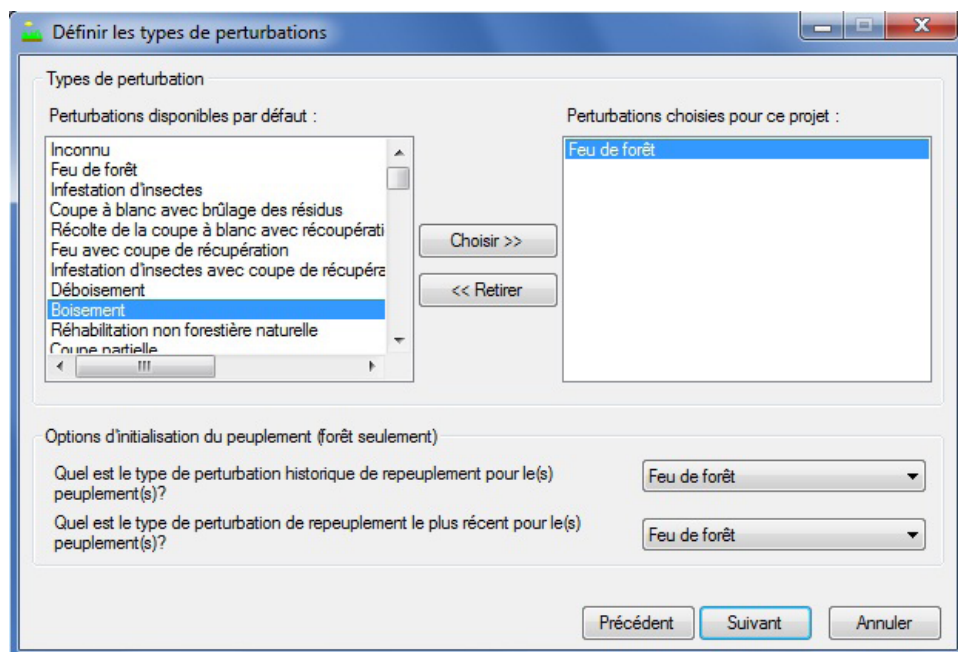 Définir les types de perturbations
Types de perturbation
Perturbations disponibles par défaut :
Inconnu
Feu de forêt
Infestation d'insectes
Coupe à blanc avec brûlage des résidus
Récolte de la coupe à blanc avec récoupérati
Feu avec coupe de récupération
Infestation d'insectes avec coupe de récupéra
Déboisement
Boisement
Réhabilitation non forestière naturelle
Coupe partielle
Choisir >>
<< Retirer
Perturbations choisies pour ce projet :
Feu de forêt
Options d'initialisation du peuplement (forêt seulement)
Quel est le type de perturbation historique de repeuplement pour le(s)
peuplement(s)?
Feu de forêt
Quel est le type de perturbation de repeuplement le plus récent pour le(s)
peuplement(s)?
Feu de forêt
Précédent
Suivant
Annuler